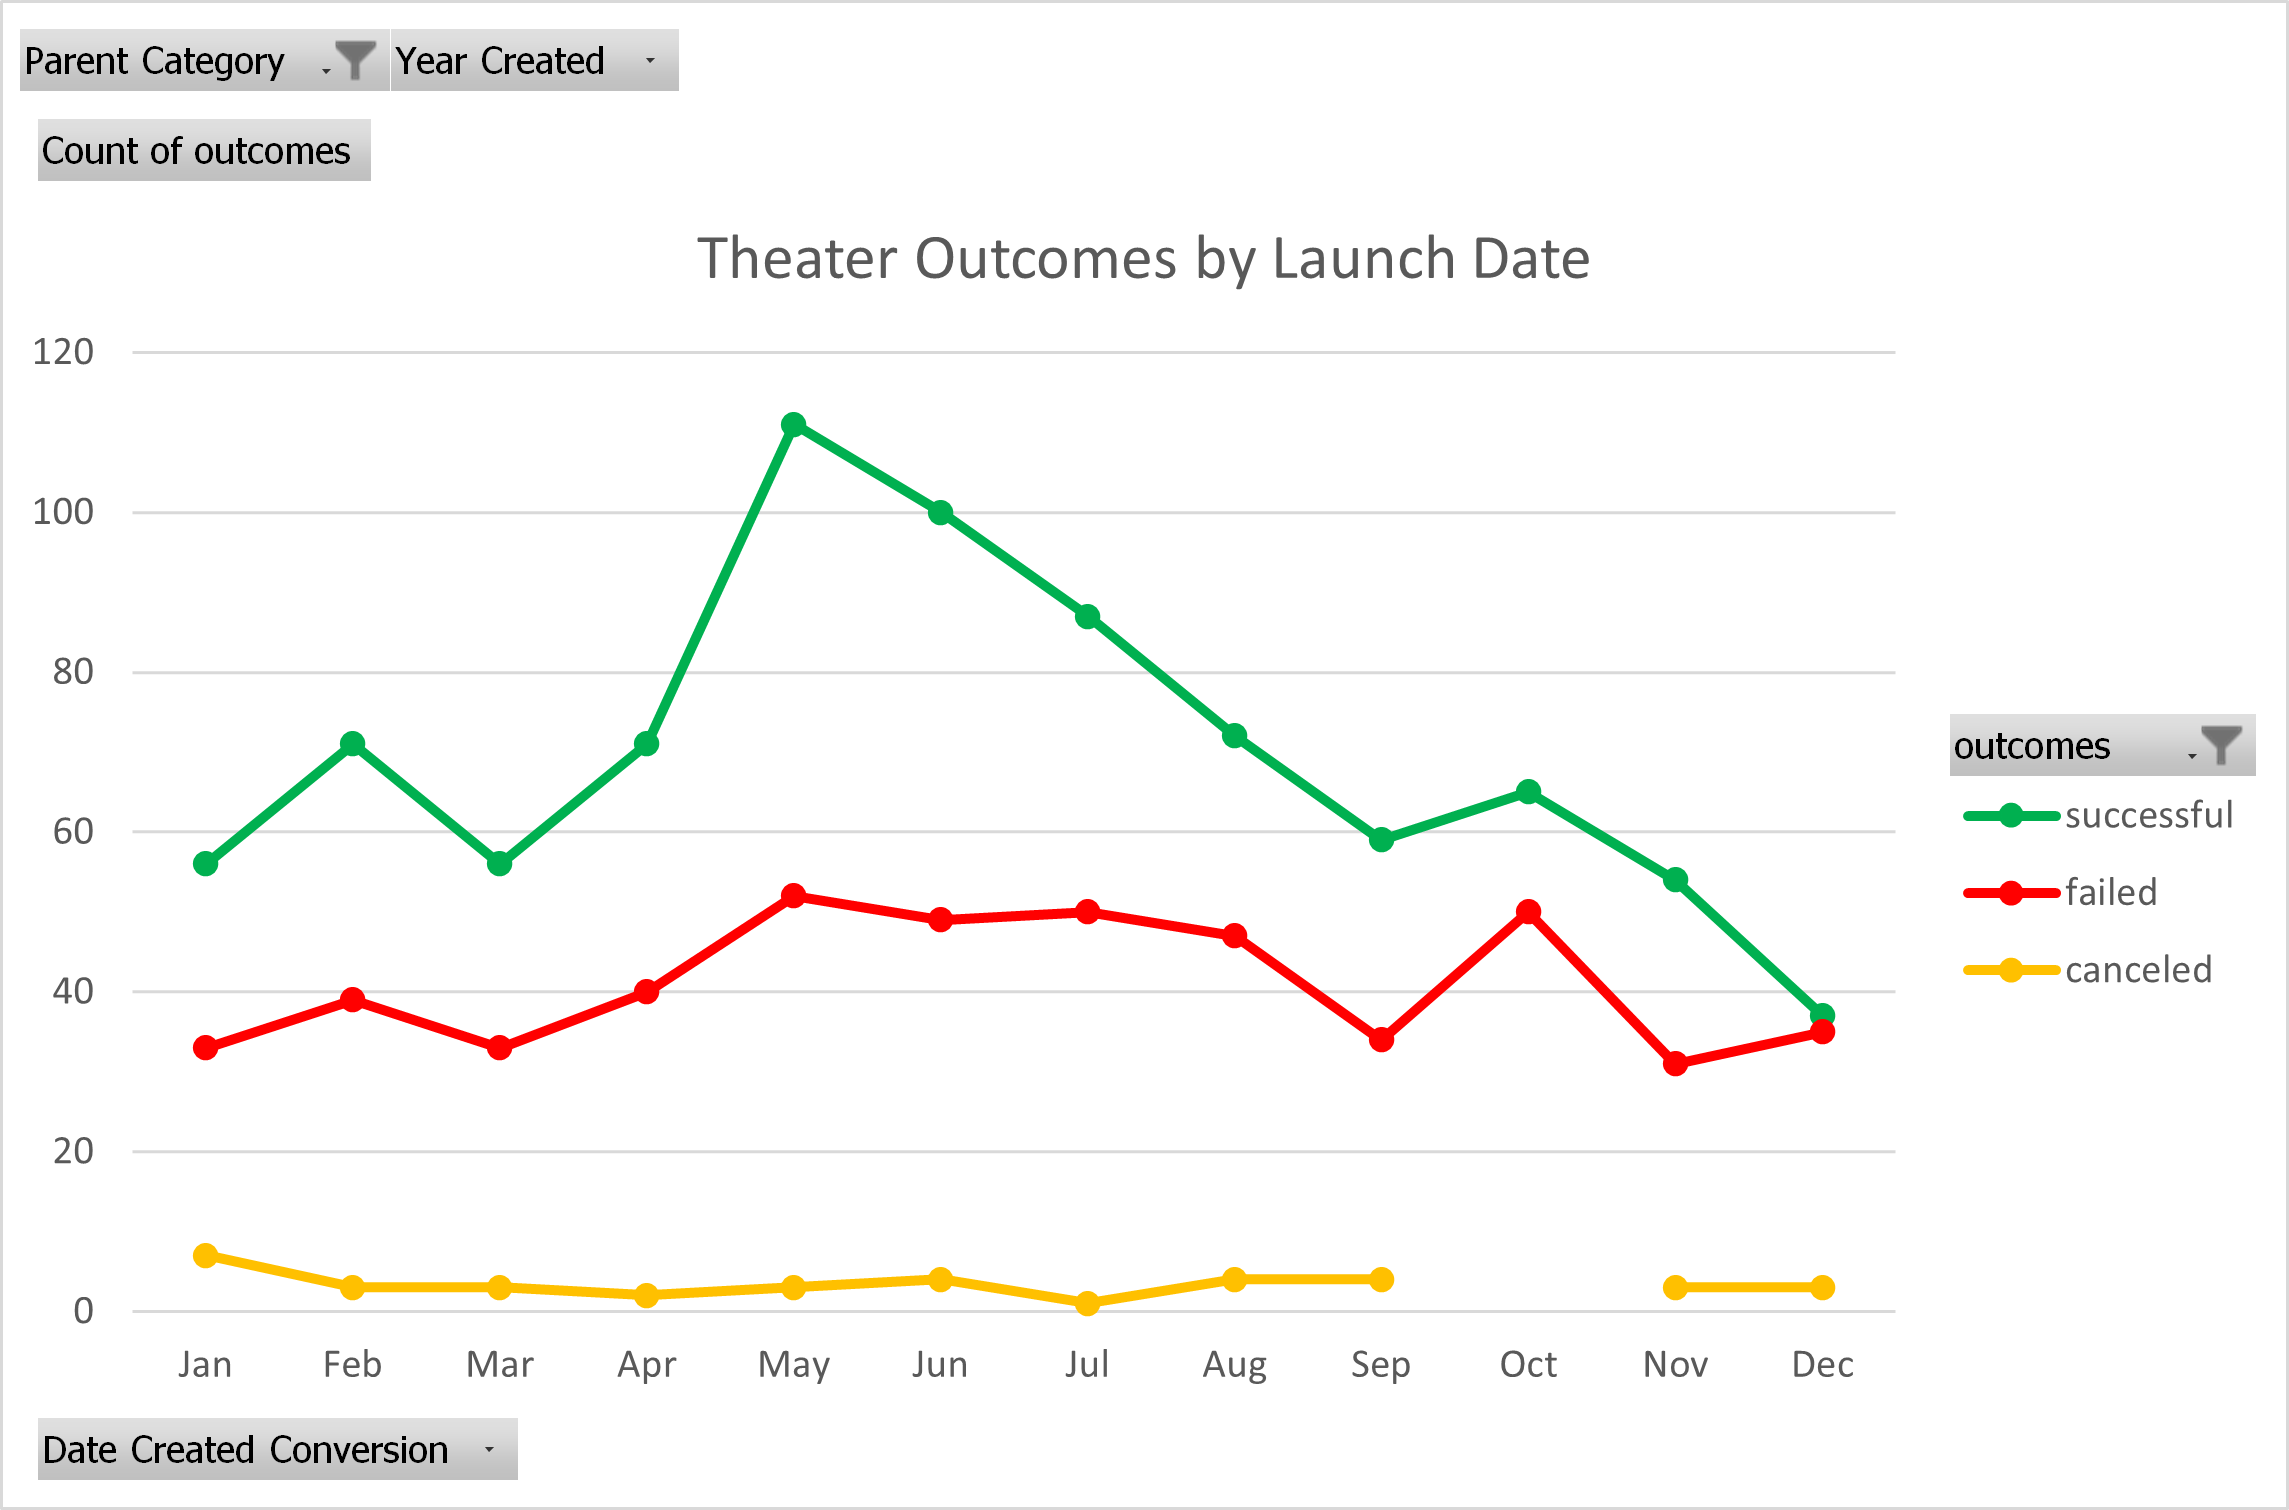 Parent Category Year Created
Count of outcomes
Theater Outcomes by Launch Date
120
100
80
60
40
20
0
Jan Feb Mar Apr May Jun Jul Aug Sep Oct Nov Dec
outcomes
successful
failed
canceled
Date Created Conversion